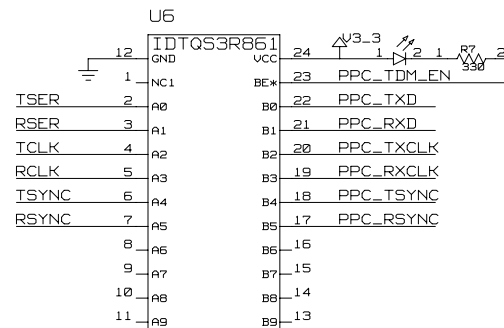 U6
IDTQS3R861
12 GND VCC 24 V3_3 1 2 1 R7 330 2
1 NC1 BE* 23 PPC_TDM_EN
TSER 2 A0 B0 22 PPC_TXD
RSER 3 A1 B1 21 PPC_RXD
TCLK 4 A2 B2 20 PPC_TXCLK
RCLK 5 A3 B3 19 PPC_RXCLK
TSYNC 6 A4 B4 18 PPC_TSYNC
RSYNC 7 A5 B5 17 PPC_RSYNC
8 A6 B6 16
9 A7 B7 15
10 A8 B8 14
11 A9 B9 13